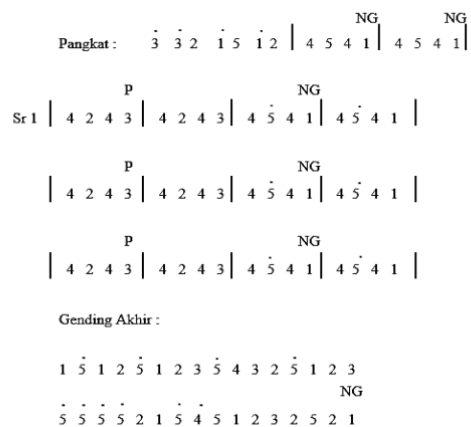 NG NG
Pangkat : 3̇ 3̇ 2 1̇ 5 1̇ 2 | 4 5 4 1 | 4 5 4 1 |
P NG
Sr 1 | 4 2 4 3 | 4 2 4 3 | 4 5̇ 4 1 | 4 5̇ 4 1 |
P NG
| 4 2 4 3 | 4 2 4 3 | 4 5̇ 4 1 | 4 5̇ 4 1 |
P NG
| 4 2 4 3 | 4 2 4 3 | 4 5̇ 4 1 | 4 5̇ 4 1 |
Gending Akhir :
1 5̇ 1 2 5̇ 1 2 3 5̇ 4 3 2 5̇ 1 2 3
NG
5̇ 5̇ 5̇ 5̇ 2 1 5̇ 4̇ 5 1 2 3 2 5 2 1